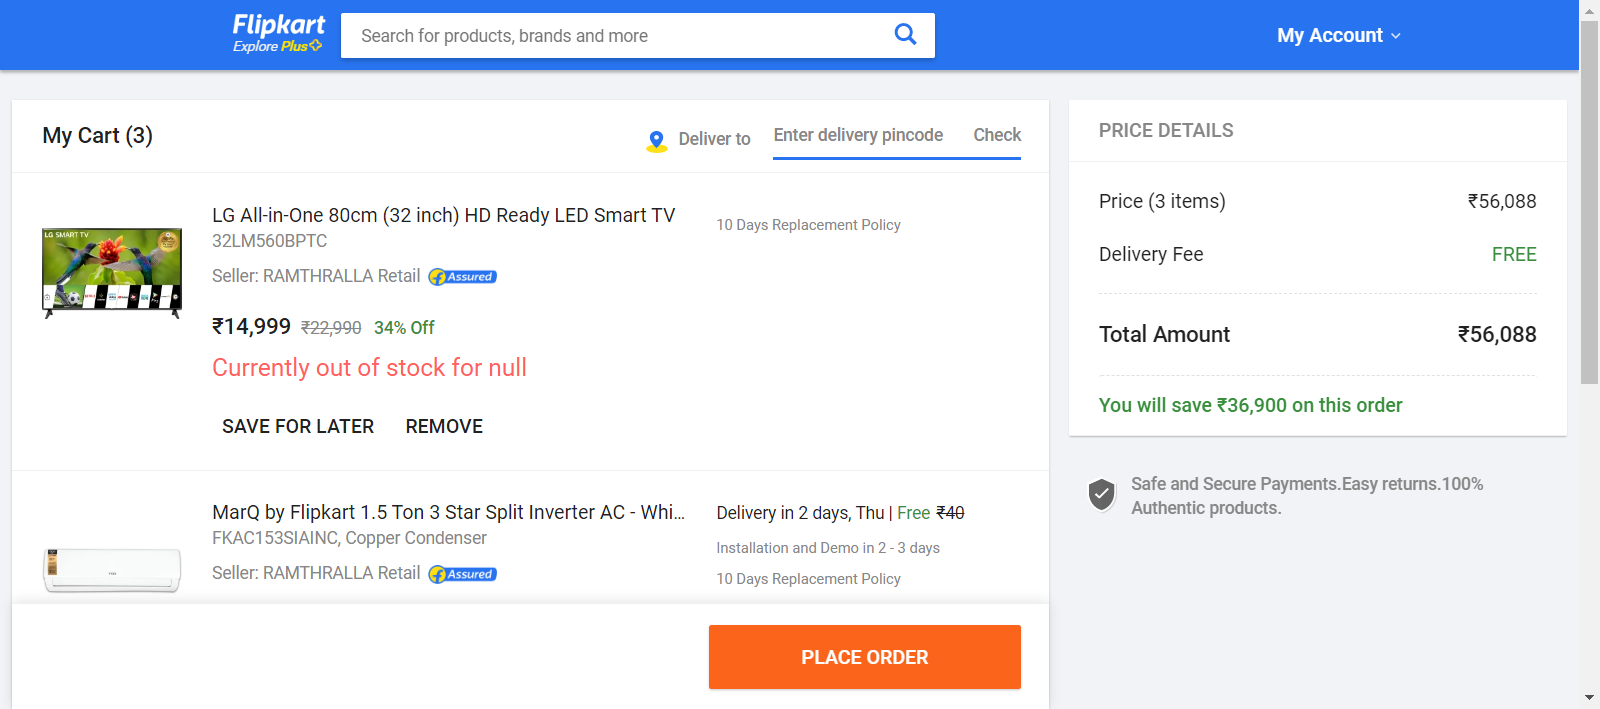 Flipkart
Explore Plus
Search for products, brands and more
My Account
My Cart (3)
Deliver to
Enter delivery pincode
Check
LG SMART TV
LG All-in-One 80cm (32 inch) HD Ready LED Smart TV
32LM560BPTC
Seller: RAMTHRALLA Retail
Assured
10 Days Replacement Policy
₹14,999 ₹22,990 34% Off
Currently out of stock for null
SAVE FOR LATER REMOVE
MarQ by Flipkart 1.5 Ton 3 Star Split Inverter AC - Whi...
FKAC153SIAINC, Copper Condenser
Seller: RAMTHRALLA Retail
Assured
Delivery in 2 days, Thu | Free ₹40
Installation and Demo in 2 - 3 days
10 Days Replacement Policy
PLACE ORDER
PRICE DETAILS
Price (3 items) ₹56,088
Delivery Fee FREE
Total Amount ₹56,088
You will save ₹36,900 on this order
Safe and Secure Payments.Easy returns.100%
Authentic products.